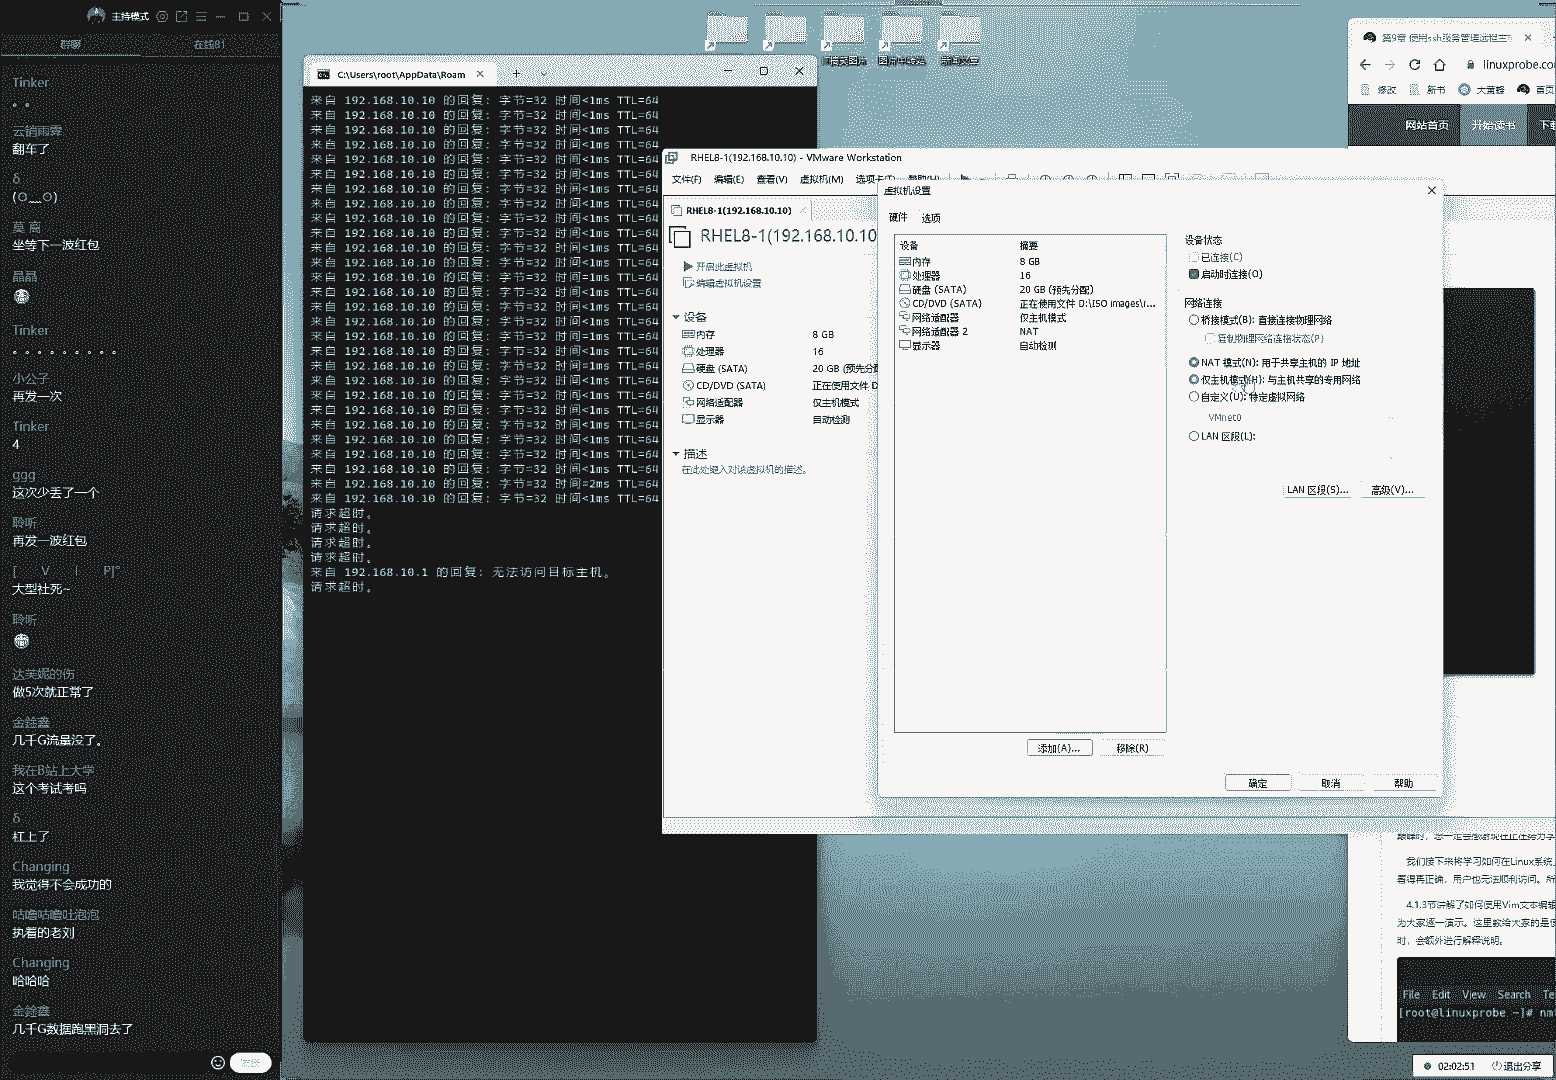 主持模式
群聊
在线81
Tinker
。。
云销雨霁
翻车了
δ
(⊙﹏⊙)
莫 离
坐等下一波红包
晶晶
Tinker
。。。。。。。。。
小公子
再发一次
Tinker
4
ggg
这次少丢了一个
聆听
再发一波红包
[ V I P]°
大型社死~
聆听
达芙妮的伤
做5次就正常了
金鍂鑫
几千G流量没了。
我在B站上大学
这个考试考吗
δ
杠上了
Changing
我觉得不会成功的
咕噜咕噜吐泡泡
执着的老刘
Changing
哈哈哈
金鍂鑫
几千G数据跑黑洞去了
发送
C:\Users\root\AppData\Roam
来自 192.168.10.10 的回复: 字节=32 时间<1ms TTL=64
来自 192.168.10.10 的回复: 字节=32 时间<1ms TTL=64
来自 192.168.10.10 的回复: 字节=32 时间<1ms TTL=64
来自 192.168.10.10 的回复: 字节=32 时间<1ms TTL=64
来自 192.168.10.10 的回复: 字节=32 时间<1ms TTL=64
来自 192.168.10.10 的回复: 字节=32 时间<1ms TTL=64
来自 192.168.10.10 的回复: 字节=32 时间<1ms TTL=64
来自 192.168.10.10 的回复: 字节=32 时间<1ms TTL=64
来自 192.168.10.10 的回复: 字节=32 时间<1ms TTL=64
来自 192.168.10.10 的回复: 字节=32 时间<1ms TTL=64
来自 192.168.10.10 的回复: 字节=32 时间<1ms TTL=64
来自 192.168.10.10 的回复: 字节=32 时间<1ms TTL=64
来自 192.168.10.10 的回复: 字节=32 时间=1ms TTL=64
来自 192.168.10.10 的回复: 字节=32 时间<1ms TTL=64
来自 192.168.10.10 的回复: 字节=32 时间<1ms TTL=64
来自 192.168.10.10 的回复: 字节=32 时间<1ms TTL=64
来自 192.168.10.10 的回复: 字节=32 时间=1ms TTL=64
来自 192.168.10.10 的回复: 字节=32 时间<1ms TTL=64
来自 192.168.10.10 的回复: 字节=32 时间=1ms TTL=64
来自 192.168.10.10 的回复: 字节=32 时间<1ms TTL=64
来自 192.168.10.10 的回复: 字节=32 时间<1ms TTL=64
来自 192.168.10.10 的回复: 字节=32 时间<1ms TTL=64
来自 192.168.10.10 的回复: 字节=32 时间<1ms TTL=64
来自 192.168.10.10 的回复: 字节=32 时间<1ms TTL=64
来自 192.168.10.10 的回复: 字节=32 时间<1ms TTL=64
来自 192.168.10.10 的回复: 字节=32 时间<1ms TTL=64
来自 192.168.10.10 的回复: 字节=32 时间=2ms TTL=64
来自 192.168.10.10 的回复: 字节=32 时间<1ms TTL=64
请求超时。
请求超时。
请求超时。
请求超时。
来自 192.168.10.1 的回复: 无法访问目标主机。
请求超时。
RHEL8-1(192.168.10.10) - VMware Workstation
文件(F) 编辑(E) 查看(V) 虚拟机(M) 选项卡(T) 帮助(H)
RHEL8-1(192.168.10.10)
RHEL8-1(192.168.10.10
开启此虚拟机
编辑虚拟机设置
设备
内存 8 GB
处理器 16
硬盘 (SATA) 20 GB (预先分配
CD/DVD (SATA) 正在使用文件 D
网络适配器 仅主机模式
显示器 自动检测
描述
在此处键入对该虚拟机的描述。
虚拟机设置
硬件 选项
设备 摘要
内存 8 GB
处理器 16
硬盘 (SATA) 20 GB (预先分配)
CD/DVD (SATA) 正在使用文件 D:\ISO images\r...
网络适配器 仅主机模式
网络适配器 2 NAT
显示器 自动检测
添加(A)... 移除(R)
设备状态
已连接(C)
启动时连接(O)
网络连接
桥接模式(B): 直接连接物理网络
复制物理网络连接状态(P)
NAT 模式(N): 用于共享主机的 IP 地址
仅主机模式(H): 与主机共享的专用网络
自定义(U): 特定虚拟网络
VMnet0
LAN 区段(L):
LAN 区段(S)... 高级(V)...
确定 取消 帮助
第9章 使用ssh服务管理远程主
linuxprobe.co
修改 新书 大黄蜂 首页
网站首页 开始读书 下载
我们接下来将学习如何在Linux系统
署得再正确，用户也无法顺利访问。所
4.1.3节讲解了如何使用Vim文本编辑
为大家逐一演示。这里教给大家的是使
时，会额外进行解释说明。
File Edit View Search Te
[root@linuxprobe ~]# nm
02:02:51 退出分享